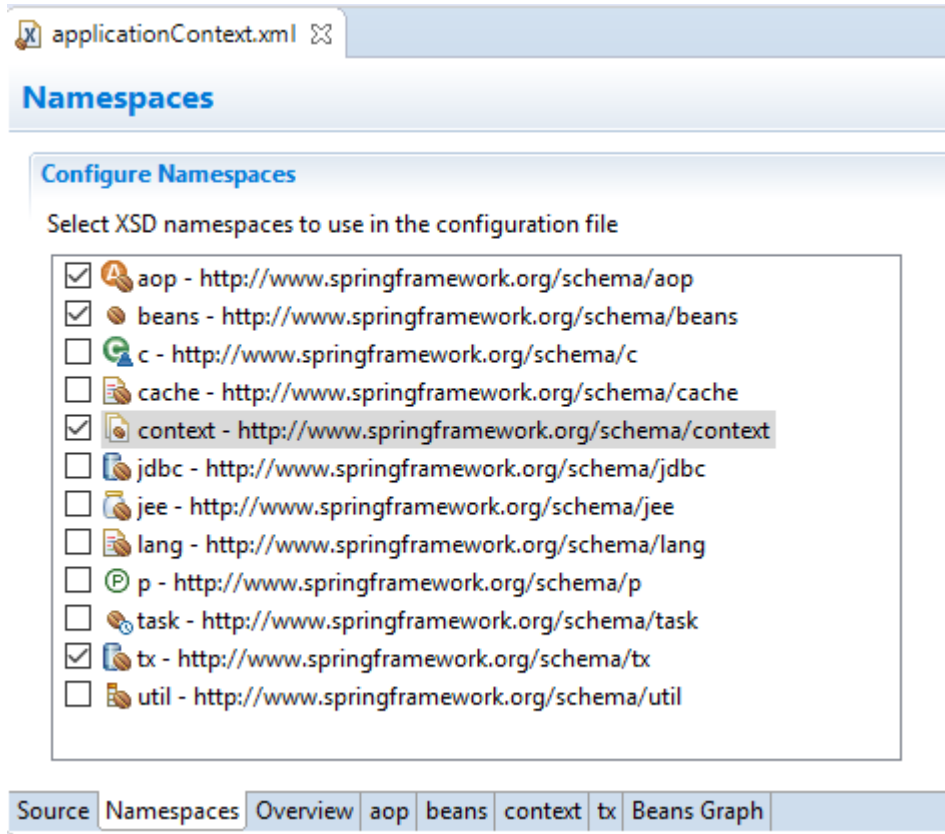 applicationContext.xml
Namespaces
Configure Namespaces
Select XSD namespaces to use in the configuration file
aop - http://www.springframework.org/schema/aop
beans - http://www.springframework.org/schema/beans
c - http://www.springframework.org/schema/c
cache - http://www.springframework.org/schema/cache
context - http://www.springframework.org/schema/context
jdbc - http://www.springframework.org/schema/jdbc
jee - http://www.springframework.org/schema/jee
lang - http://www.springframework.org/schema/lang
p - http://www.springframework.org/schema/p
task - http://www.springframework.org/schema/task
tx - http://www.springframework.org/schema/tx
util - http://www.springframework.org/schema/util
Source Namespaces Overview aop beans context tx Beans Graph